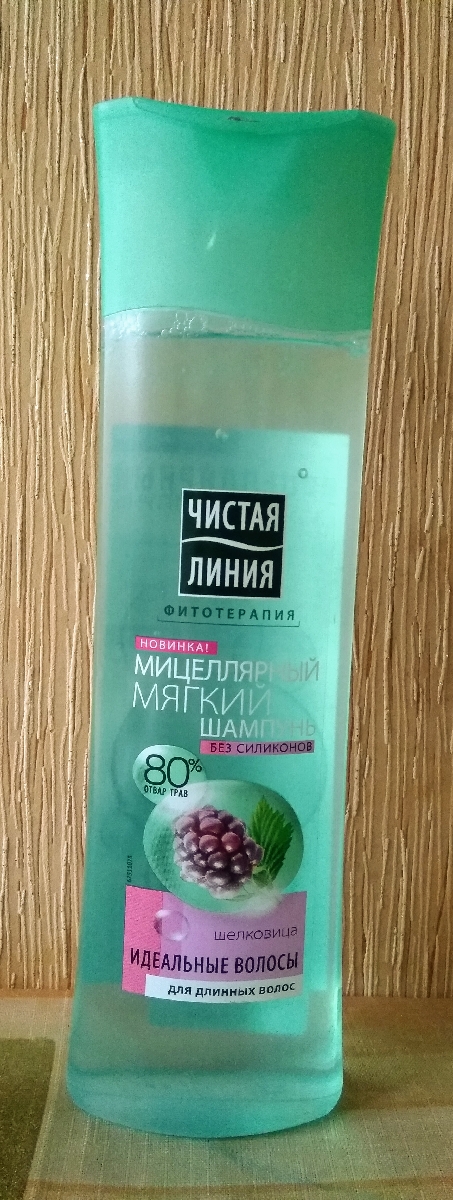 ЧИСТАЯ
ЛИНИЯ
ФИТОТЕРАПИЯ
НОВИНКА!
МИЦЕЛЛЯРНЫЙ
МЯГКИЙ
ШАМПУНЬ
БЕЗ СИЛИКОНОВ
80%
ОТВАР ТРАВ
шелковица
ИДЕАЛЬНЫЕ ВОЛОСЫ
для длинных волос